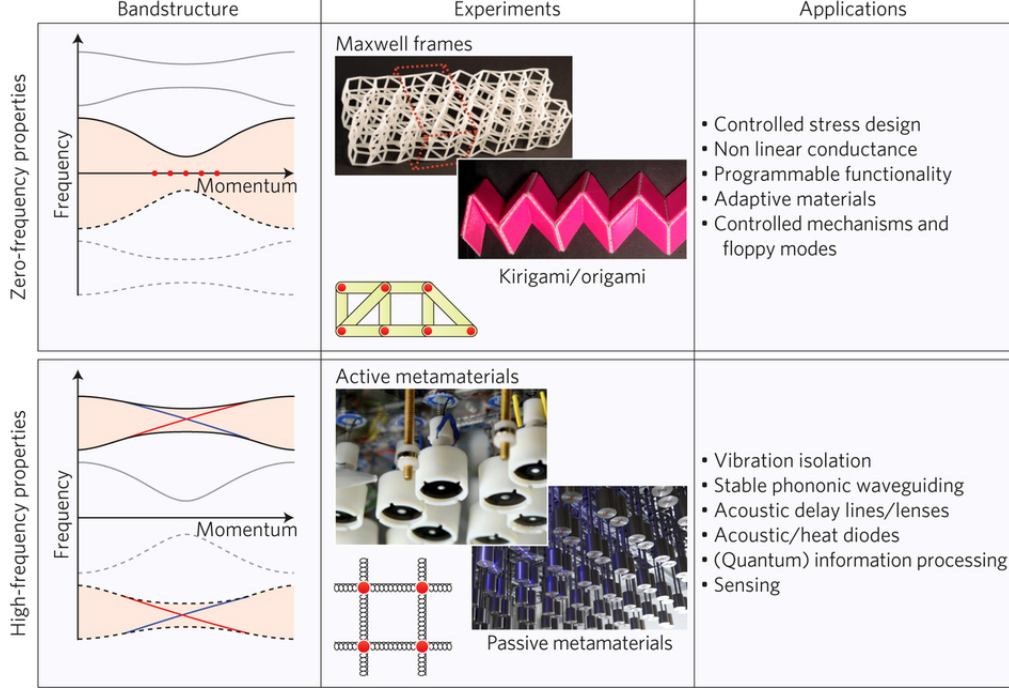 Bandstructure
Experiments
Applications
Zero-frequency properties
Frequency
Momentum
Maxwell frames
Kirigami/origami
• Controlled stress design
• Non linear conductance
• Programmable functionality
• Adaptive materials
• Controlled mechanisms and
floppy modes
High-frequency properties
Frequency
Momentum
Active metamaterials
Passive metamaterials
• Vibration isolation
• Stable phononic waveguiding
• Acoustic delay lines/lenses
• Acoustic/heat diodes
• (Quantum) information processing
• Sensing